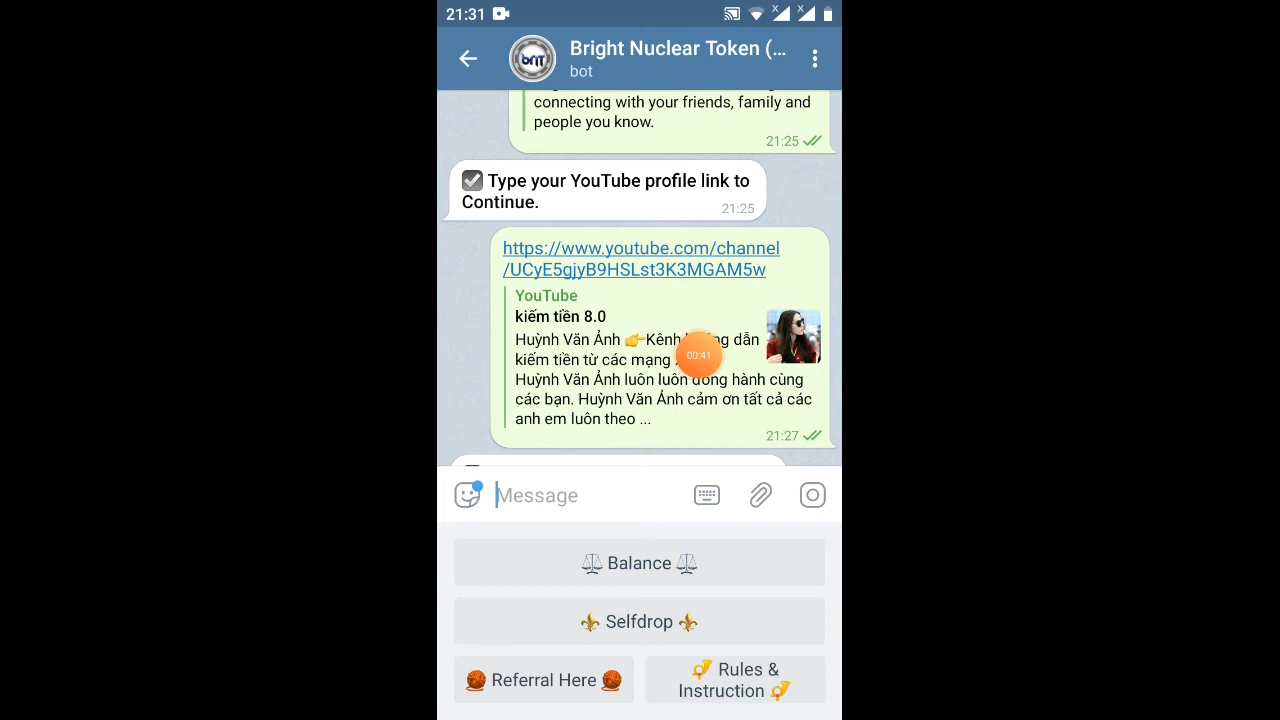 21:31
Bright Nuclear Token (...
bot
connecting with your friends, family and
people you know.
21:25
Type your YouTube profile link to
Continue.
21:25
https://www.youtube.com/channel
/UCyE5gjyB9HSLst3K3MGAM5w
YouTube
kiếm tiền 8.0
Huỳnh Văn Ảnh 👉Kênh dẫn
kiếm tiền từ các mạng
00:41
Huỳnh Văn Ảnh luôn luôn đồng hành cùng
các bạn. Huỳnh Văn Ảnh cảm ơn tất cả các
anh em luôn theo ...
21:27
Message
Balance
Selfdrop
Referral Here
Rules &
Instruction